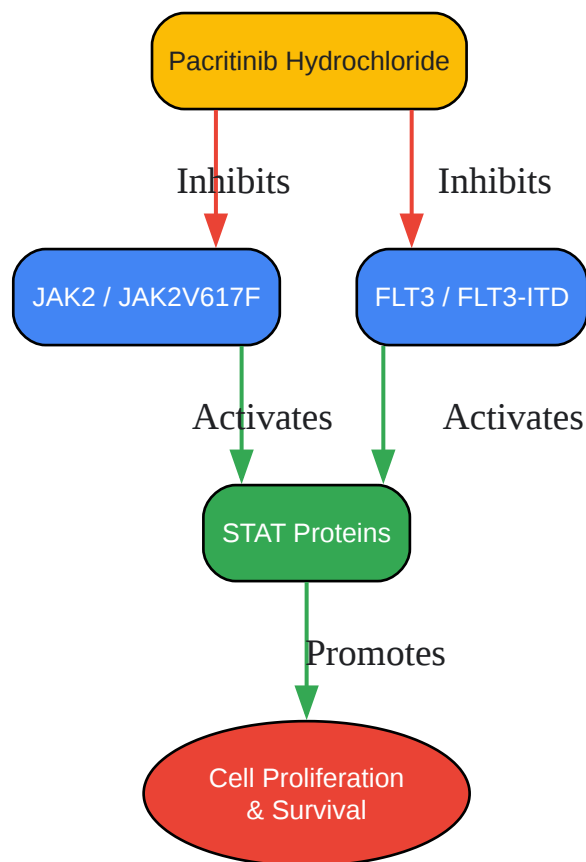 Pacritinib Hydrochloride
Inhibits
Inhibits
JAK2 / JAK2V617F
FLT3 / FLT3-ITD
Activates
Activates
STAT Proteins
Promotes
Cell Proliferation
& Survival